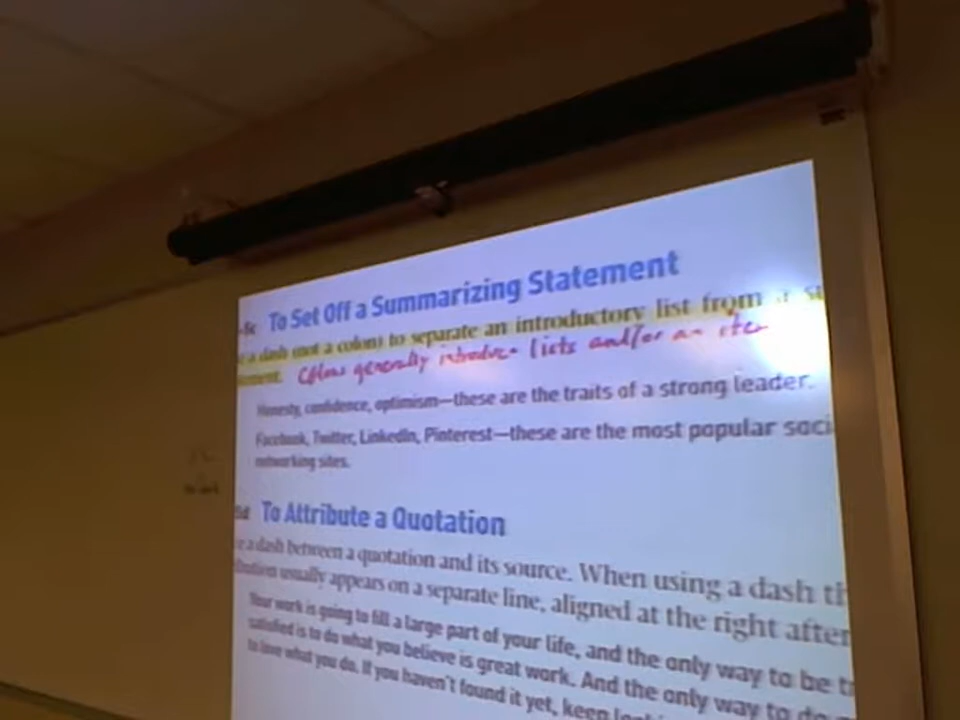 5c To Set Off a Summarizing Statement
a dash (not a colon) to separate an introductory list from a
Colons generally introduce lists and/or an item
Honesty, confidence, optimism—these are the traits of a strong leader.
Facebook, Twitter, LinkedIn, Pinterest—these are the most popular soci
networking sites.
5d To Attribute a Quotation
e a dash between a quotation and its source. When using a dash th
usually appears on a separate line, aligned at the right after
Your work is going to fill a large part of your life, and the only way to be t
satisfied is to do what you believe is great work. And the only way to do
to love what you do. If you haven't found it yet, keep